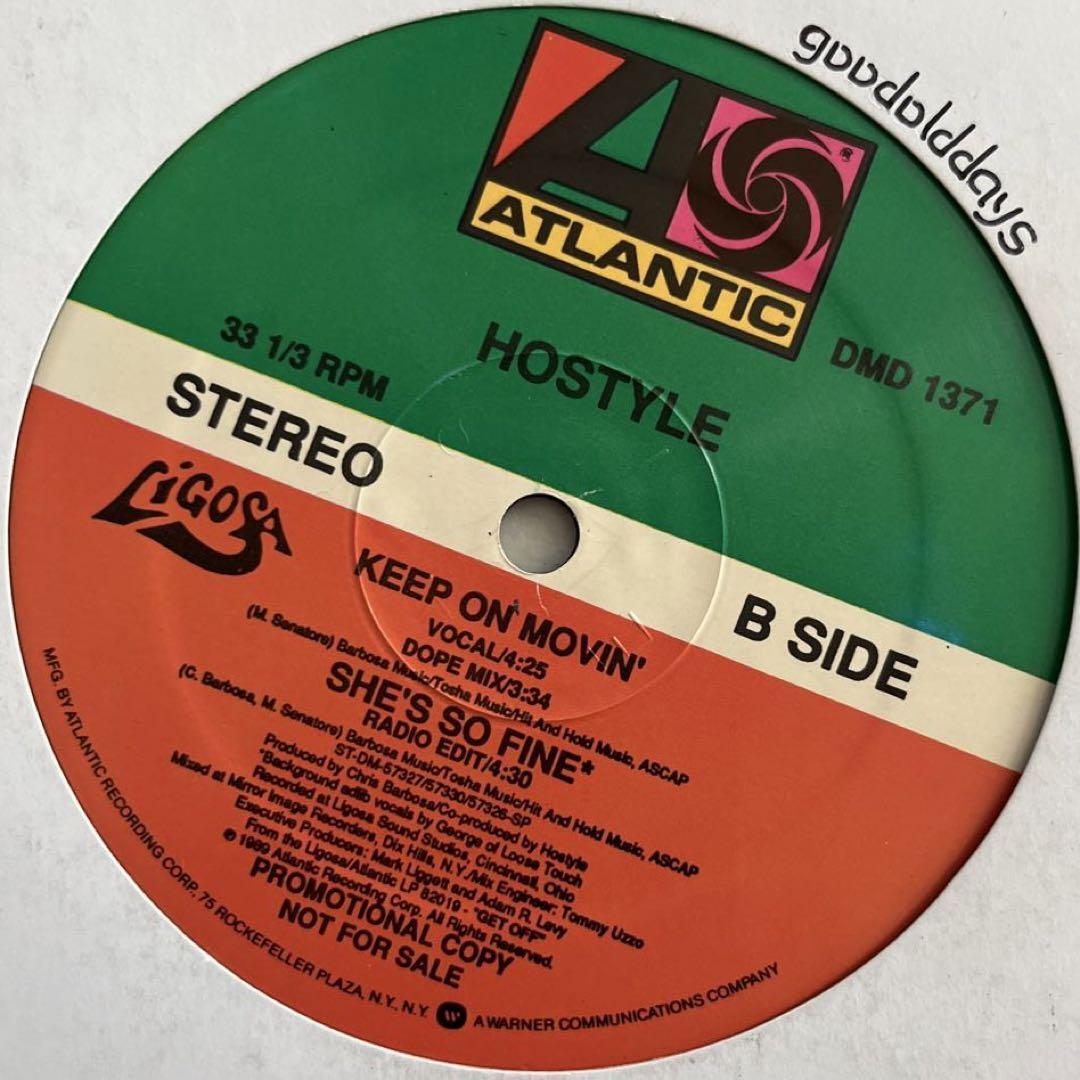 goodolddays
ATLANTIC
HOSTYLE
DMD 1371
33 1/3 RPM
STEREO
LIGOSA
B SIDE
KEEP ON MOVIN'
VOCAL/4:25
DOPE MIX/3:34
(M. Senatore) Barbosa Music/Tosha Music/Hit And Hold Music, ASCAP
SHE'S SO FINE*
RADIO EDIT/4:30
(C. Barbosa, M. Senatore) Barbosa Music/Tosha Music/Hit And Hold Music, ASCAP
ST-DM-57327/57330/57326-SP
Produced by Chris Barbosa/Co-produced by Hostyle
*Background adlib vocals by George of Loose Touch
Recorded at Ligosa Sound Studios, Cincinnati, Ohio
Mixed at Mirror Image Recorders, Dix Hills, N.Y./Mix Engineer: Tommy Uzzo
Executive Producers: Mark Liggett and Adam R. Levy
From the Ligosa/Atlantic LP 82019 - "GET OFF"
℗ 1989 Atlantic Recording Corp. All Rights Reserved.
PROMOTIONAL COPY
NOT FOR SALE
MFG. BY ATLANTIC RECORDING CORP., 75 ROCKEFELLER PLAZA, N.Y., N.Y. A WARNER COMMUNICATIONS COMPANY